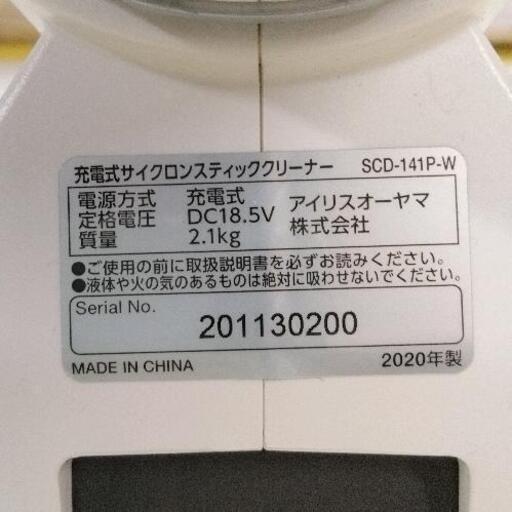 充電式サイクロンスティッククリーナー SCD-141P-W
電源方式 充電式 アイリスオーヤマ
定格電圧 DC18.5V 株式会社
質量 2.1kg
●ご使用の前に取扱説明書を必ずお読みください。
●液体や火の気のあるものは絶対に吸わせないでください。
Serial No.
201130200
MADE IN CHINA 2020年製